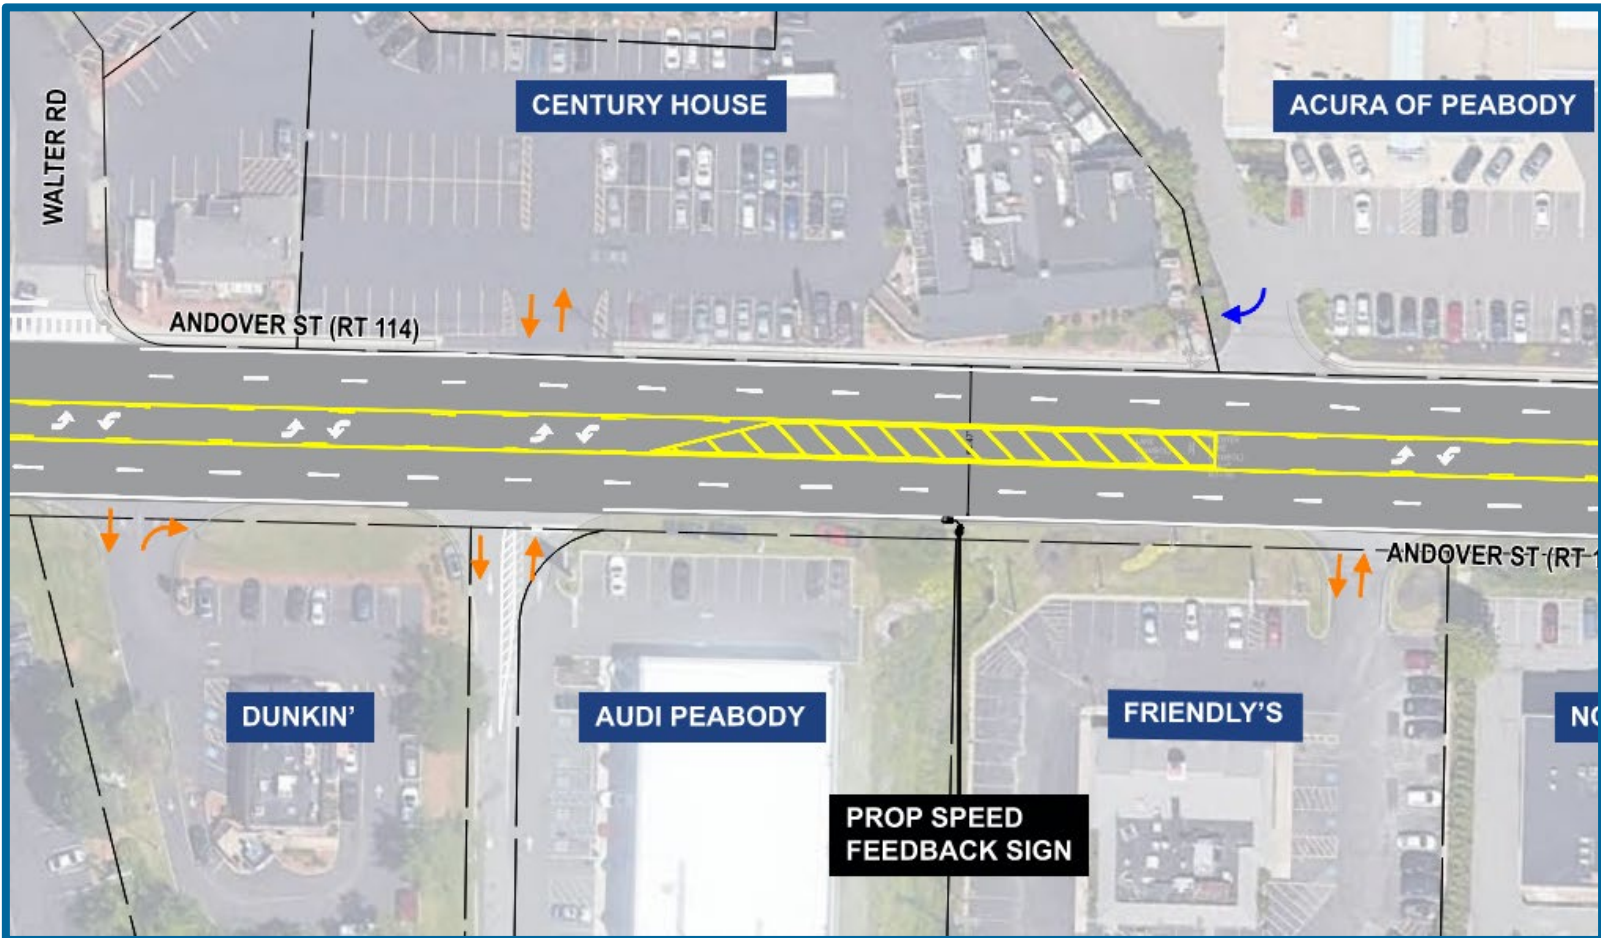 CENTURY HOUSE
ACURA OF PEABODY
WALTER RD
ANDOVER ST (RT 114)
ANDOVER ST (RT
DUNKIN’
AUDI PEABODY
FRIENDLY’S
PROP SPEED
FEEDBACK SIGN